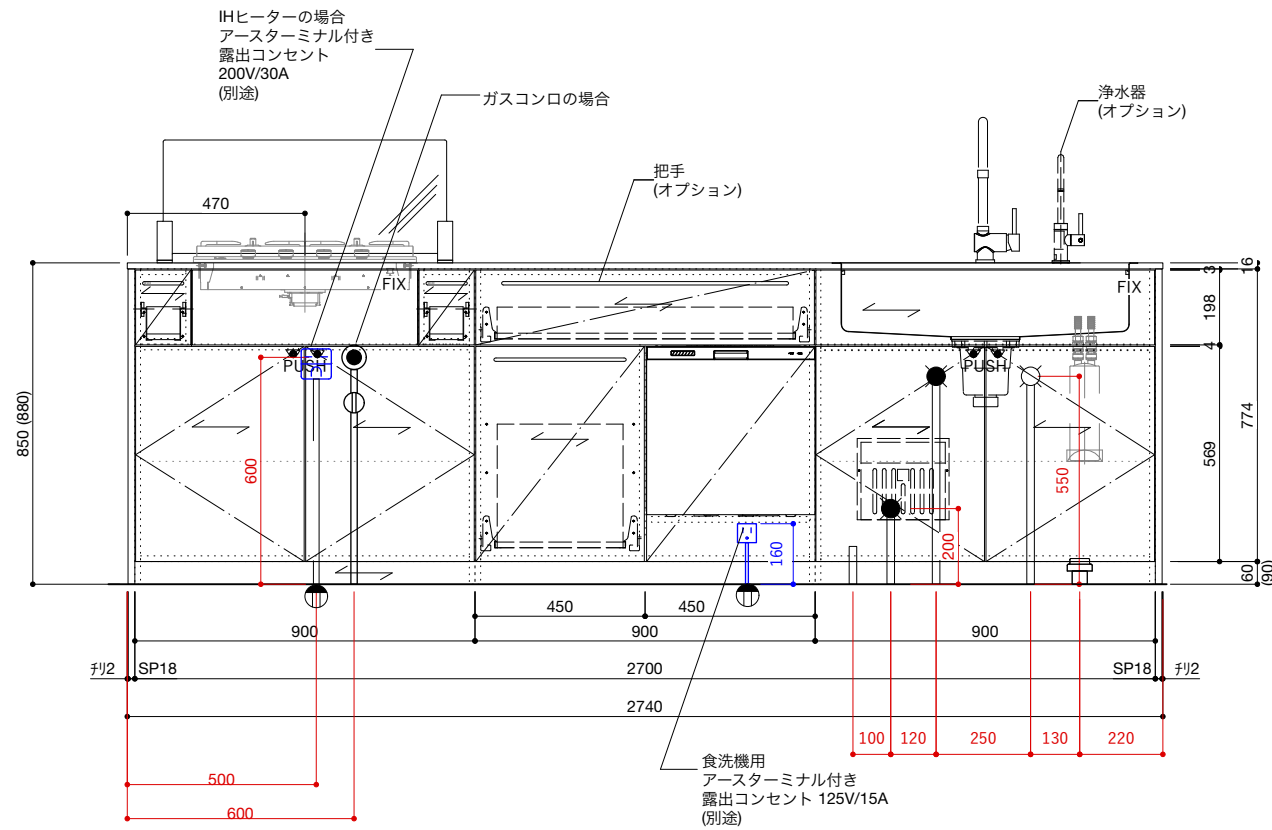 IHヒーターの場合
アースターミナル付き
露出コンセント
200V/30A
(別途)
ガスコンロの場合
浄水器
(オプション)
把手
(オプション)
470
FIX
FIX
16
3
198
4
PUSH
PUSH
850 (880)
774
569
600
550
200
160
60
(90)
450
450
900
900
900
チリ2
SP18
2700
SP18
チリ2
2740
100
120
250
130
220
500
600
食洗機用
アースターミナル付き
露出コンセント 125V/15A
(別途)